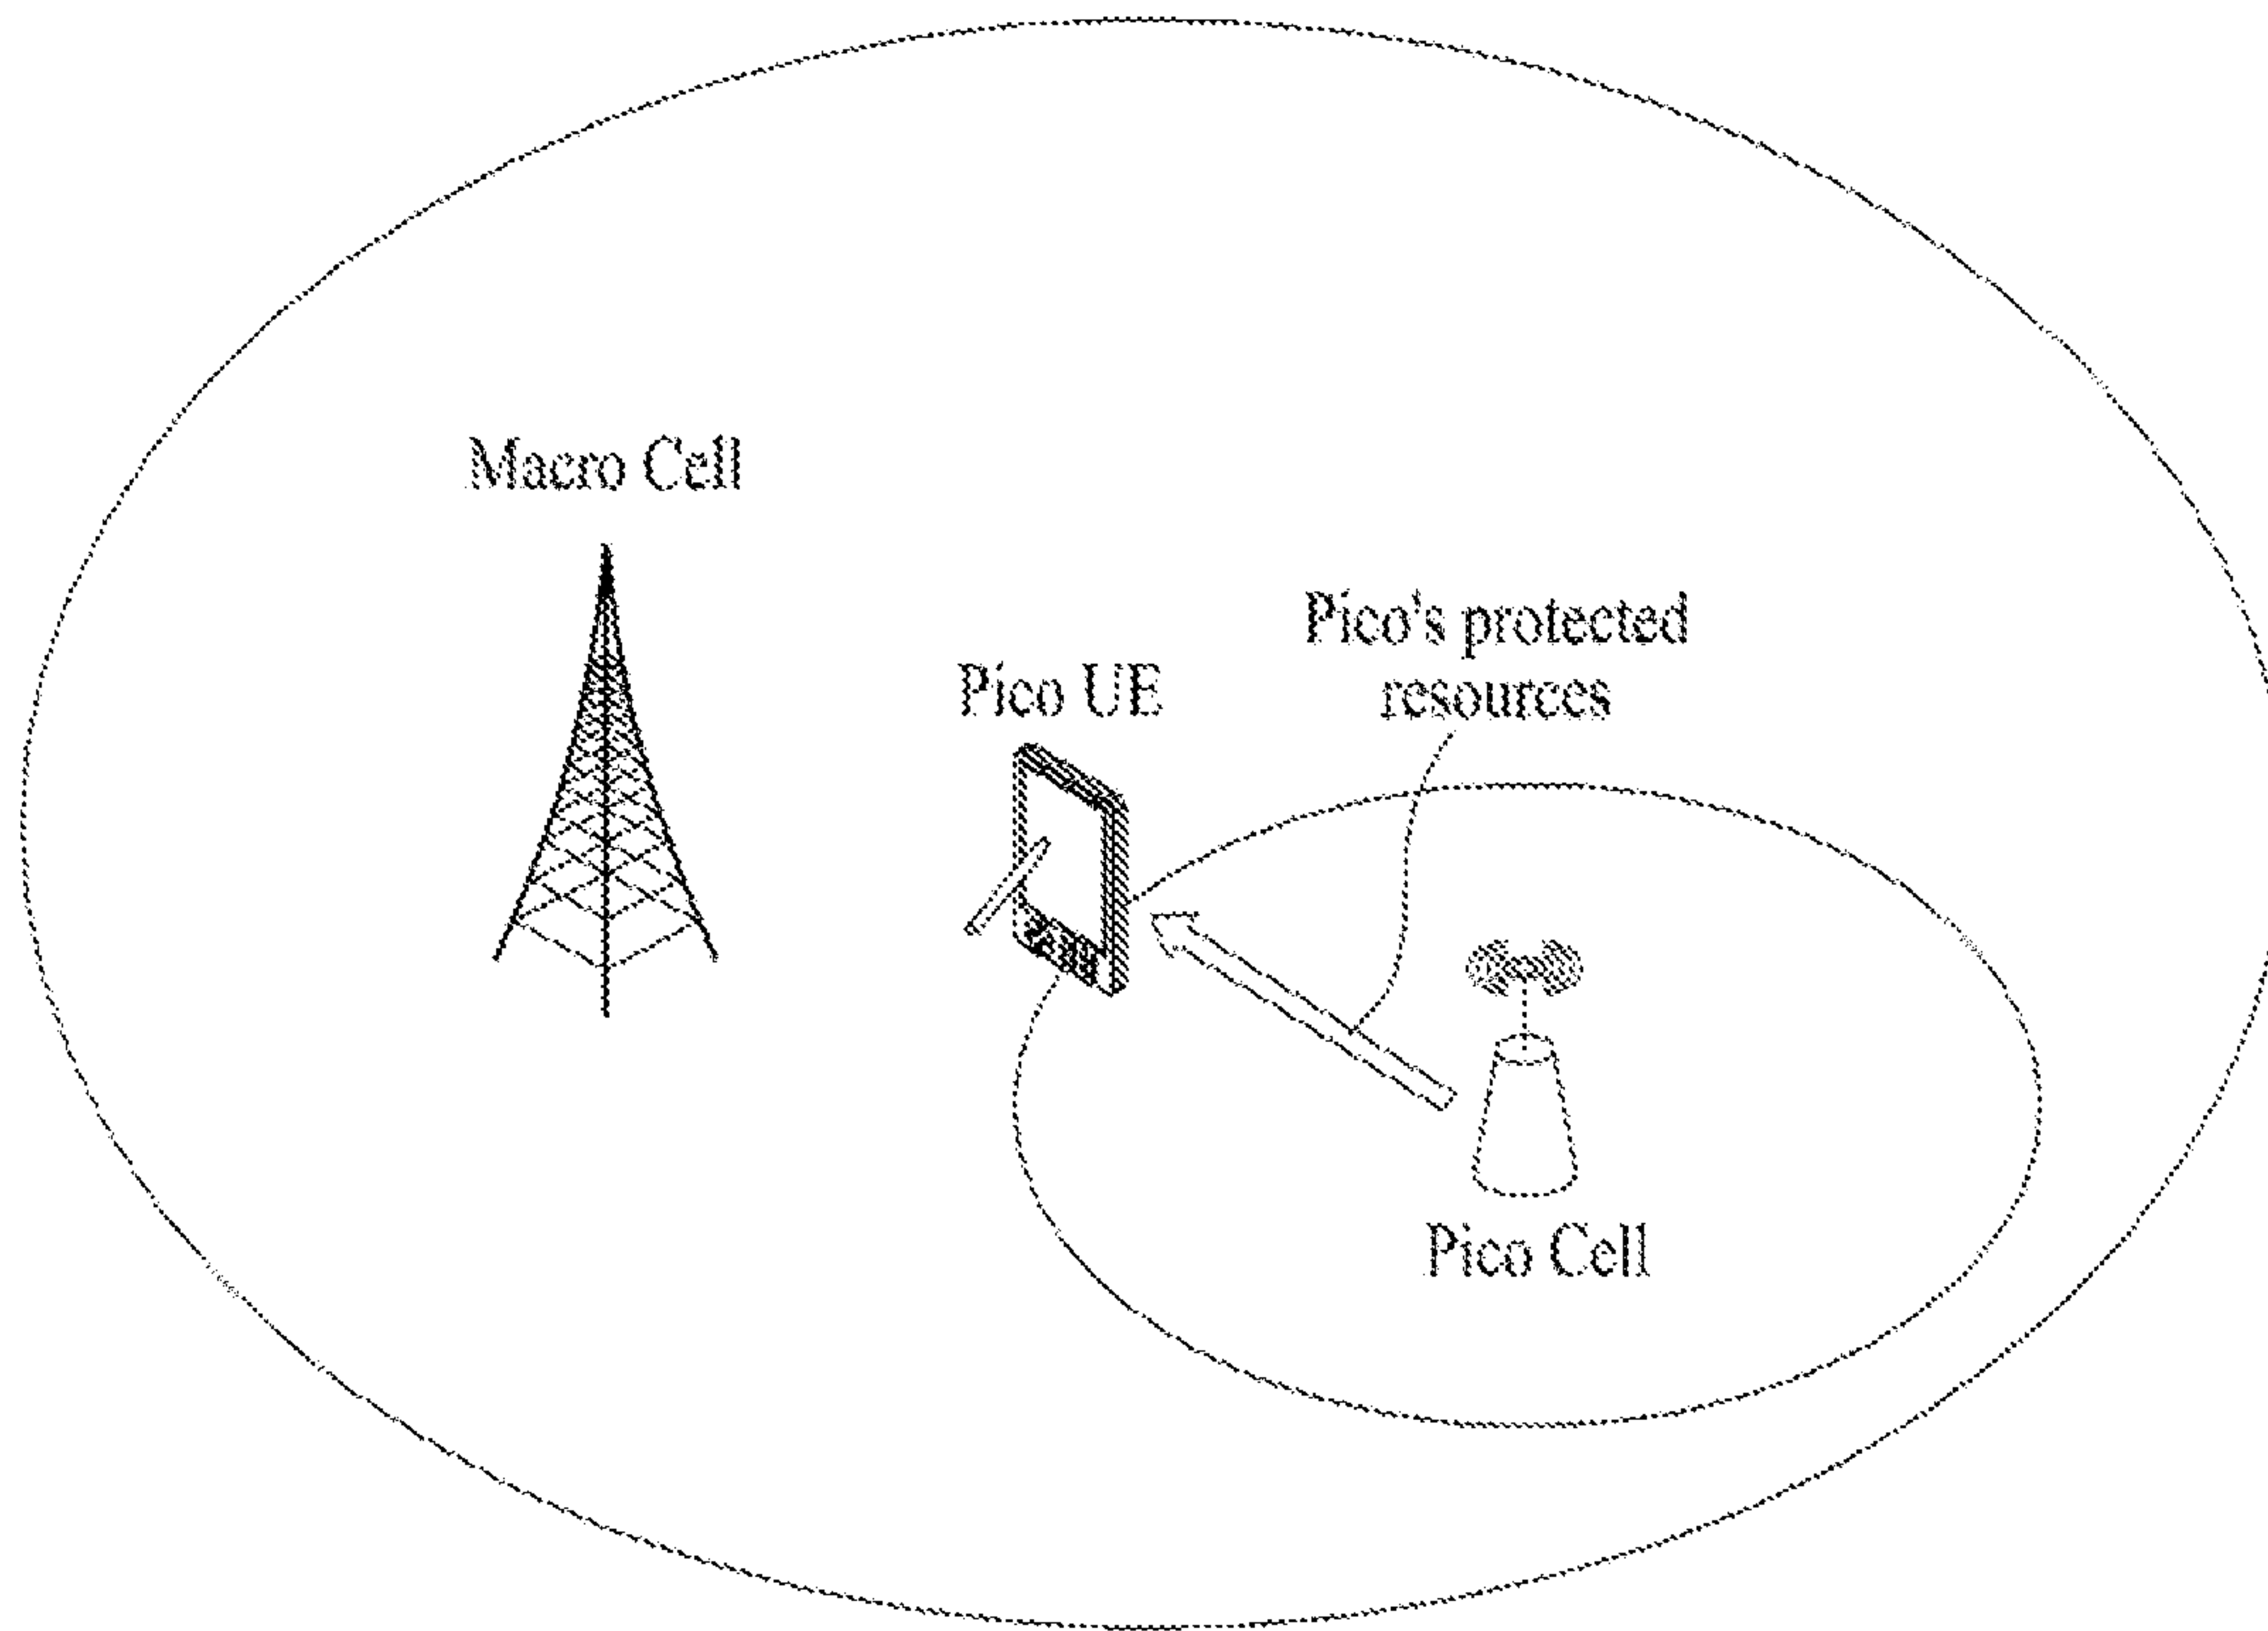 Macro Cell
Pico UE
Pico's protected
resources
Pico Cell